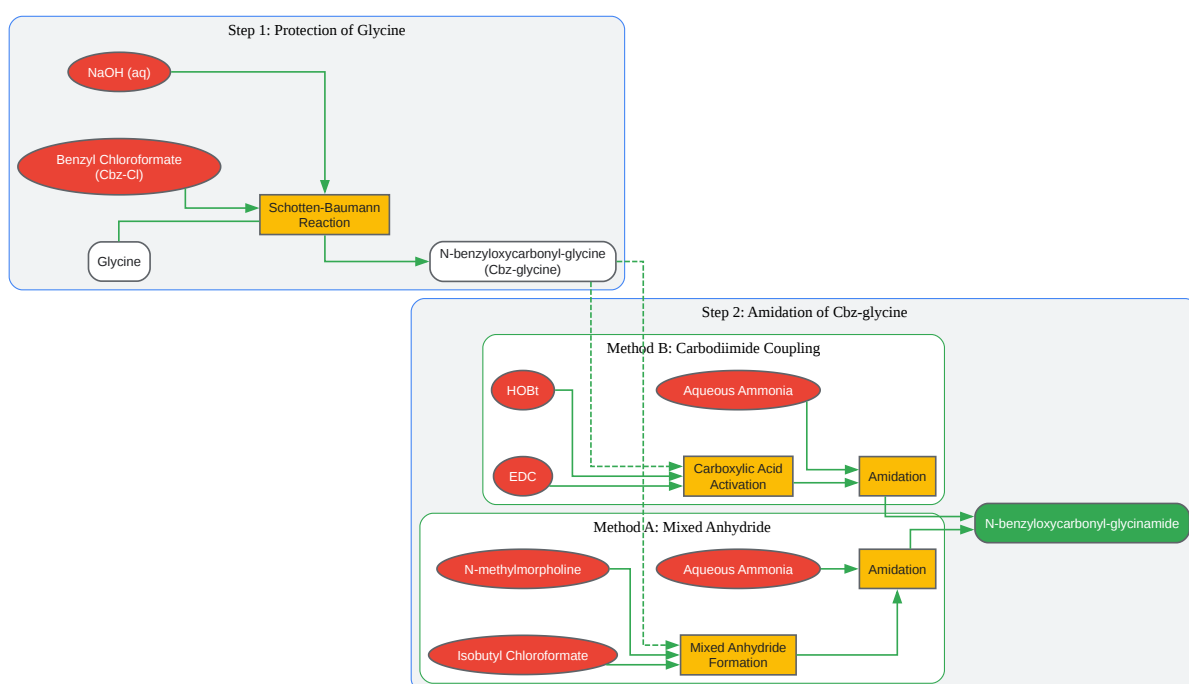 Step 1: Protection of Glycine
NaOH (aq)
Benzyl Chloroformate
(Cbz-Cl)
Schotten-Baumann
Reaction
Glycine
N-benzyloxycarbonyl-glycine
(Cbz-glycine)
Step 2: Amidation of Cbz-glycine
Method B: Carbodiimide Coupling
HOBt
Aqueous Ammonia
EDC
Carboxylic Acid
Activation
Amidation
N-benzyloxycarbonyl-glycinamide
Method A: Mixed Anhydride
N-methylmorpholine
Aqueous Ammonia
Amidation
Isobutyl Chloroformate
Mixed Anhydride
Formation